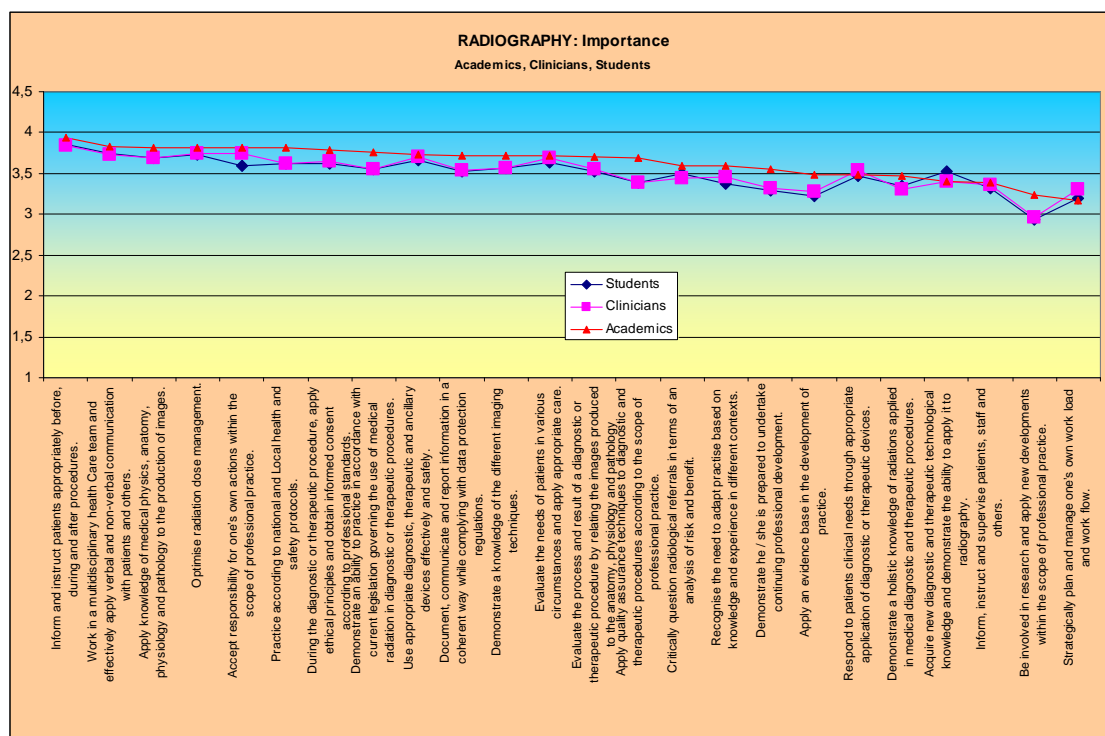 RADIOGRAPHY: Importance
Academics, Clinicians, Students
4,5
4
3,5
3
2,5
2
1,5
1
Students
Clinicians
Academics
Inform and instruct patients appropriately before,
during and after procedures.
Work in a multidisciplinary health Care team and
effectively apply verbal and non-verbal communication
with patients and others.
Apply knowledge of medical physics, anatomy,
physiology and pathology to the production of images.
Optimise radiation dose management.
Accept responsibility for one's own actions within the
scope of professional practice.
Practice according to national and Local health and
safety protocols.
During the diagnostic or therapeutic procedure, apply
ethical principles and obtain informed consent
according to professional standards.
Demonstrate an ability to practice in accordance with
current legislation governing the use of medical
radiation in diagnostic or therapeutic procedures.
Use appropriate diagnostic, therapeutic and ancillary
devices effectively and safely.
Document, communicate and report information in a
coherent way while complying with data protection
regulations.
Demonstrate a knowledge of the different imaging
techniques.
Evaluate the needs of patients in various
circumstances and apply appropriate care.
Evaluate the process and result of a diagnostic or
therapeutic procedure by relating the images produced
to the anatomy, physiology and pathology
Apply quality assurance techniques to diagnostic and
therapeutic procedures according to the scope of
professional practice.
Critically question radiological referrals in terms of an
analysis of risk and benefit.
Recognise the need to adapt practise based on
knowledge and experience in different contexts.
Demonstrate he / she is prepared to undertake
continuing professional development.
Apply an evidence base in the development of
practice.
Respond to patients clinical needs through appropriate
application of diagnostic or therapeutic devices.
Demonstrate a holistic knowledge of radiations applied
in medical diagnostic and therapeutic procedures.
Acquire new diagnostic and therapeutic technological
knowledge and demonstrate the ability to apply it to
radiography.
Inform, instruct and supervise patients, staff and
others.
Be involved in research and apply new developments
within the scope of professional practice.
Strategically plan and manage one's own work load
and work flow.